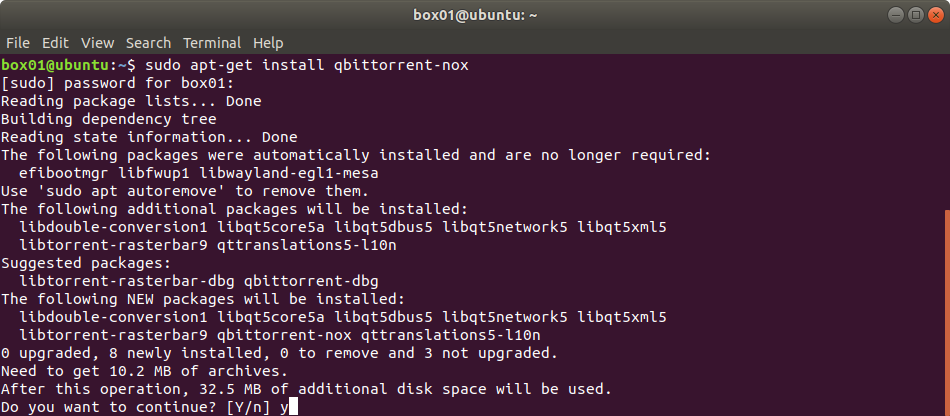 box01@ubuntu: ~
File Edit View Search Terminal Help
box01@ubuntu:~$ sudo apt-get install qbittorrent-nox
[sudo] password for box01:
Reading package lists... Done
Building dependency tree
Reading state information... Done
The following packages were automatically installed and are no longer required:
  efibootmgr libfwup1 libwayland-egl1-mesa
Use 'sudo apt autoremove' to remove them.
The following additional packages will be installed:
  libdouble-conversion1 libqt5core5a libqt5dbus5 libqt5network5 libqt5xml5
  libtorrent-rasterbar9 qttranslations5-l10n
Suggested packages:
  libtorrent-rasterbar-dbg qbittorrent-dbg
The following NEW packages will be installed:
  libdouble-conversion1 libqt5core5a libqt5dbus5 libqt5network5 libqt5xml5
  libtorrent-rasterbar9 qbittorrent-nox qttranslations5-l10n
0 upgraded, 8 newly installed, 0 to remove and 3 not upgraded.
Need to get 10.2 MB of archives.
After this operation, 32.5 MB of additional disk space will be used.
Do you want to continue? [Y/n] y